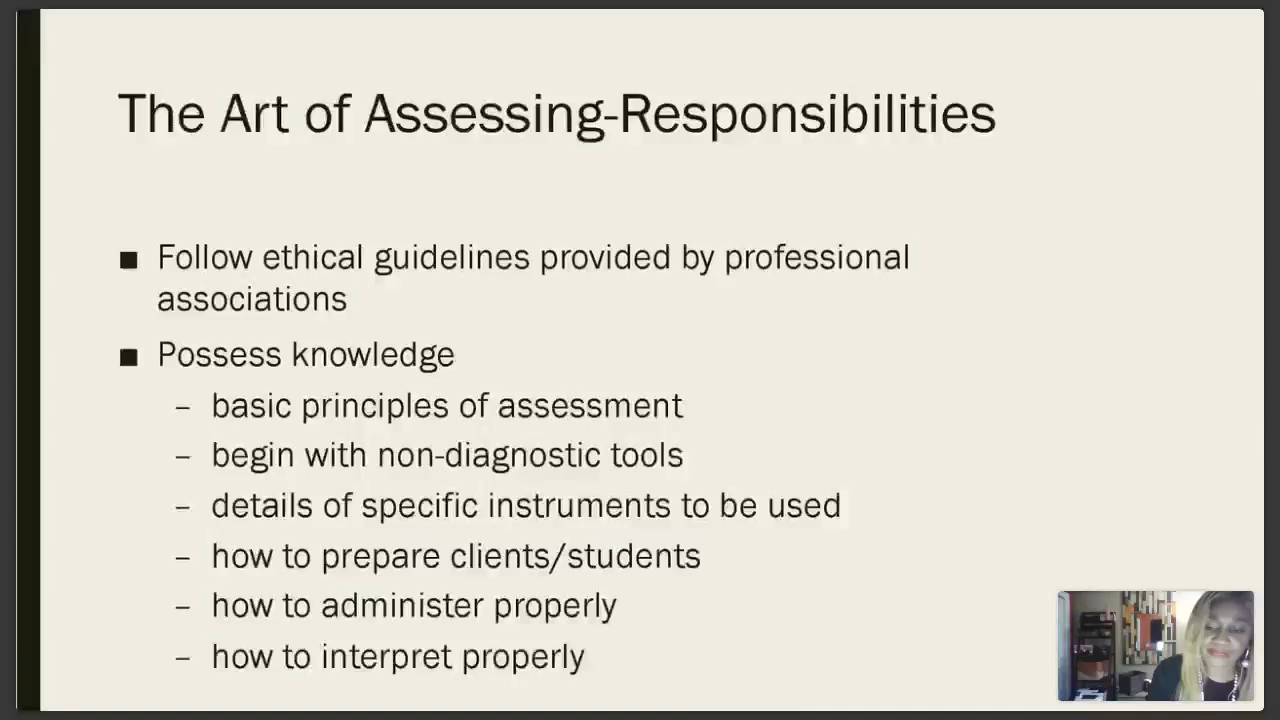 The Art of Assessing-Responsibilities
■ Follow ethical guidelines provided by professional
associations
■ Possess knowledge
– basic principles of assessment
– begin with non-diagnostic tools
– details of specific instruments to be used
– how to prepare clients/students
– how to administer properly
– how to interpret properly